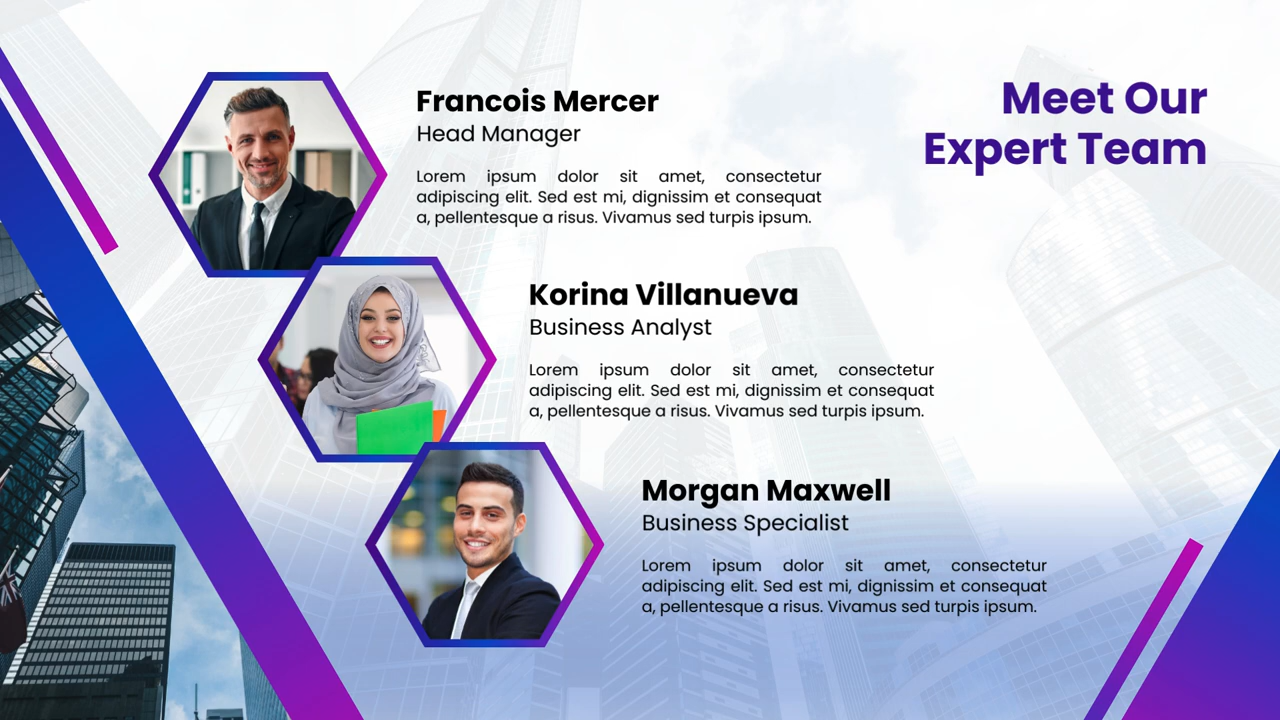 Meet Our
Expert Team
Francois Mercer
Head Manager
Lorem ipsum dolor sit amet, consectetur
adipiscing elit. Sed est mi, dignissim et consequat
a, pellentesque a risus. Vivamus sed turpis ipsum.
Korina Villanueva
Business Analyst
Lorem ipsum dolor sit amet, consectetur
adipiscing elit. Sed est mi, dignissim et consequat
a, pellentesque a risus. Vivamus sed turpis ipsum.
Morgan Maxwell
Business Specialist
Lorem ipsum dolor sit amet, consectetur
adipiscing elit. Sed est mi, dignissim et consequat
a, pellentesque a risus. Vivamus sed turpis ipsum.